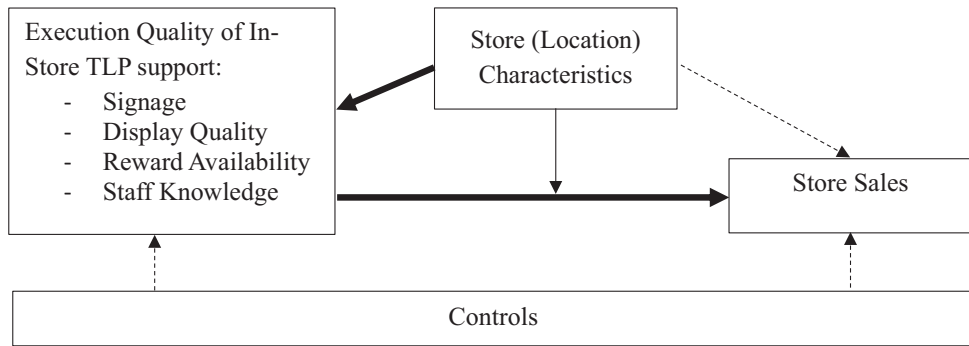 Execution Quality of In-
Store TLP support:
- Signage
- Display Quality
- Reward Availability
- Staff Knowledge
Store (Location)
Characteristics
Store Sales
Controls